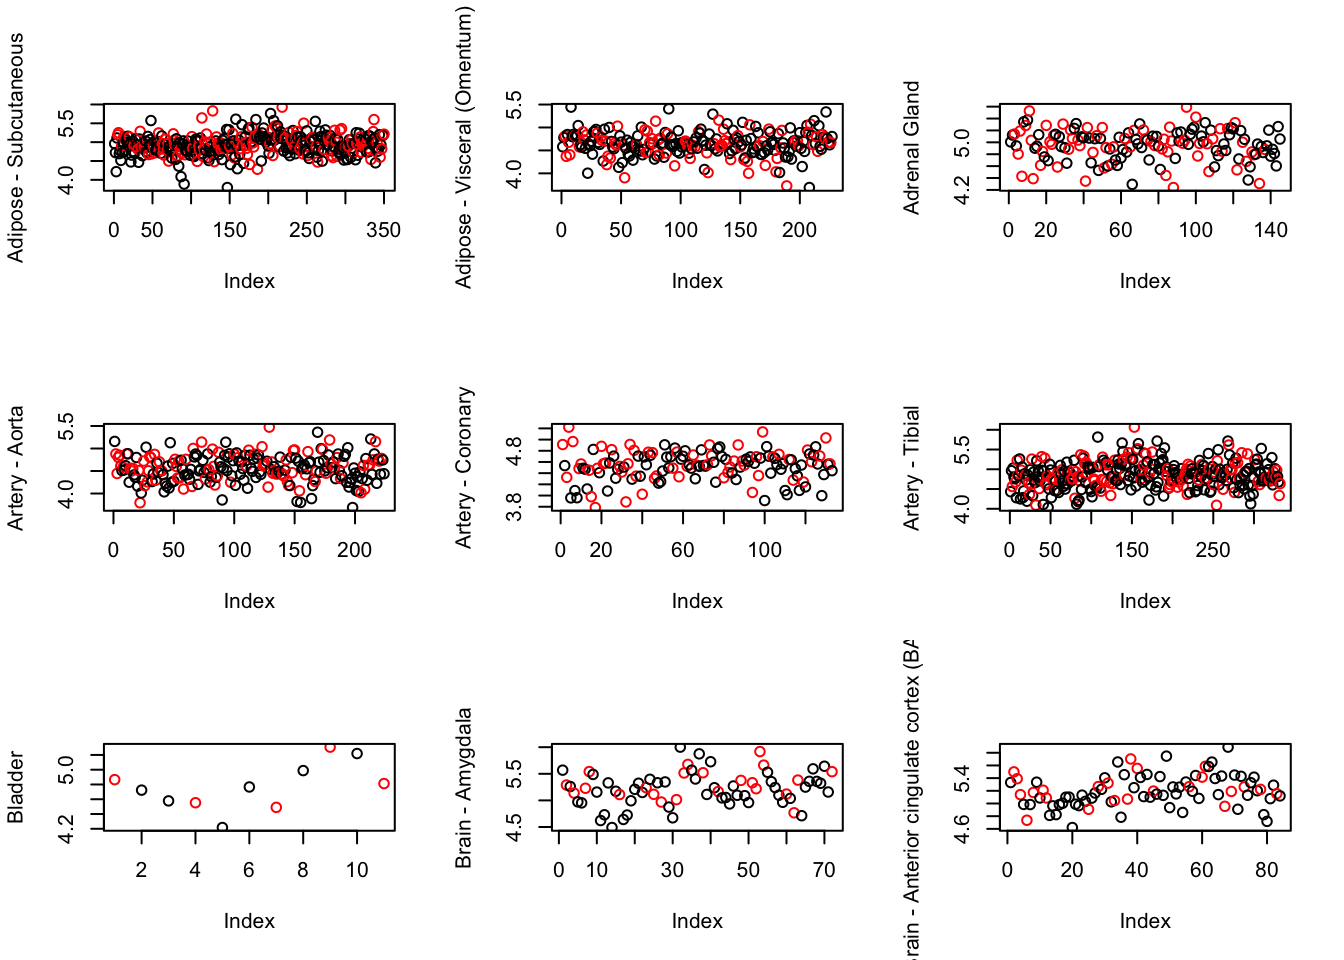 Adipose - Subcutaneous
4.0 5.5
0 50 150 250 350
Index
Adipose - Visceral (Omentum)
4.0 5.5
0 50 100 150 200
Index
Adrenal Gland
4.2 5.0
0 20 60 100 140
Index
Artery - Aorta
4.0 5.5
0 50 100 150 200
Index
Artery - Coronary
3.8 4.8
0 20 60 100
Index
Artery - Tibial
4.0 5.5
0 50 150 250
Index
Bladder
4.2 5.0
2 4 6 8 10
Index
Brain - Amygdala
4.5 5.5
0 10 30 50 70
Index
rain - Anterior cingulate cortex (BA
4.6 5.4
0 20 40 60 80
Index